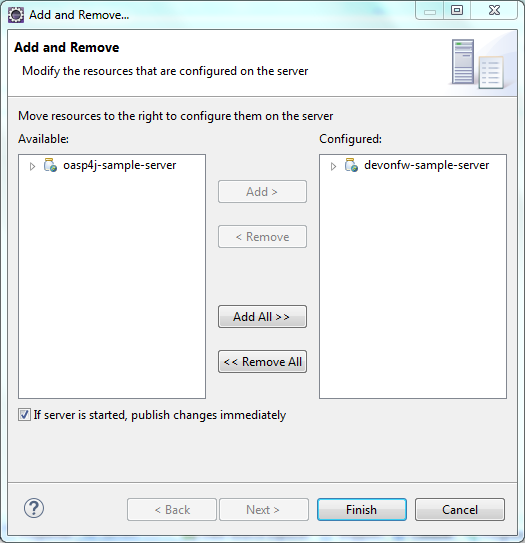 Add and Remove...
Add and Remove
Modify the resources that are configured on the server
Move resources to the right to configure them on the server
Available:
Configured:
oasp4j-sample-server
devonfw-sample-server
Add >
< Remove
Add All >>
<< Remove All
If server is started, publish changes immediately
?
< Back
Next >
Finish
Cancel